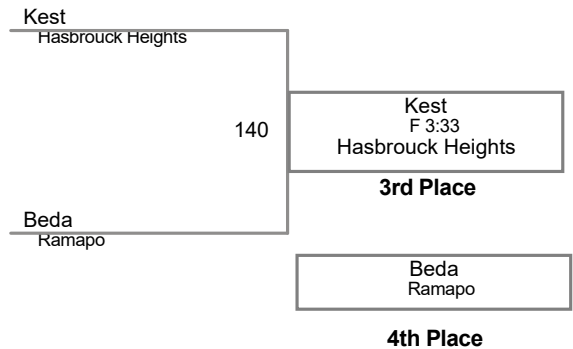 Kest
Hasbrouck Heights
140
Kest
F 3:33
Hasbrouck Heights
3rd Place
Beda
Ramapo
Beda
Ramapo
4th Place